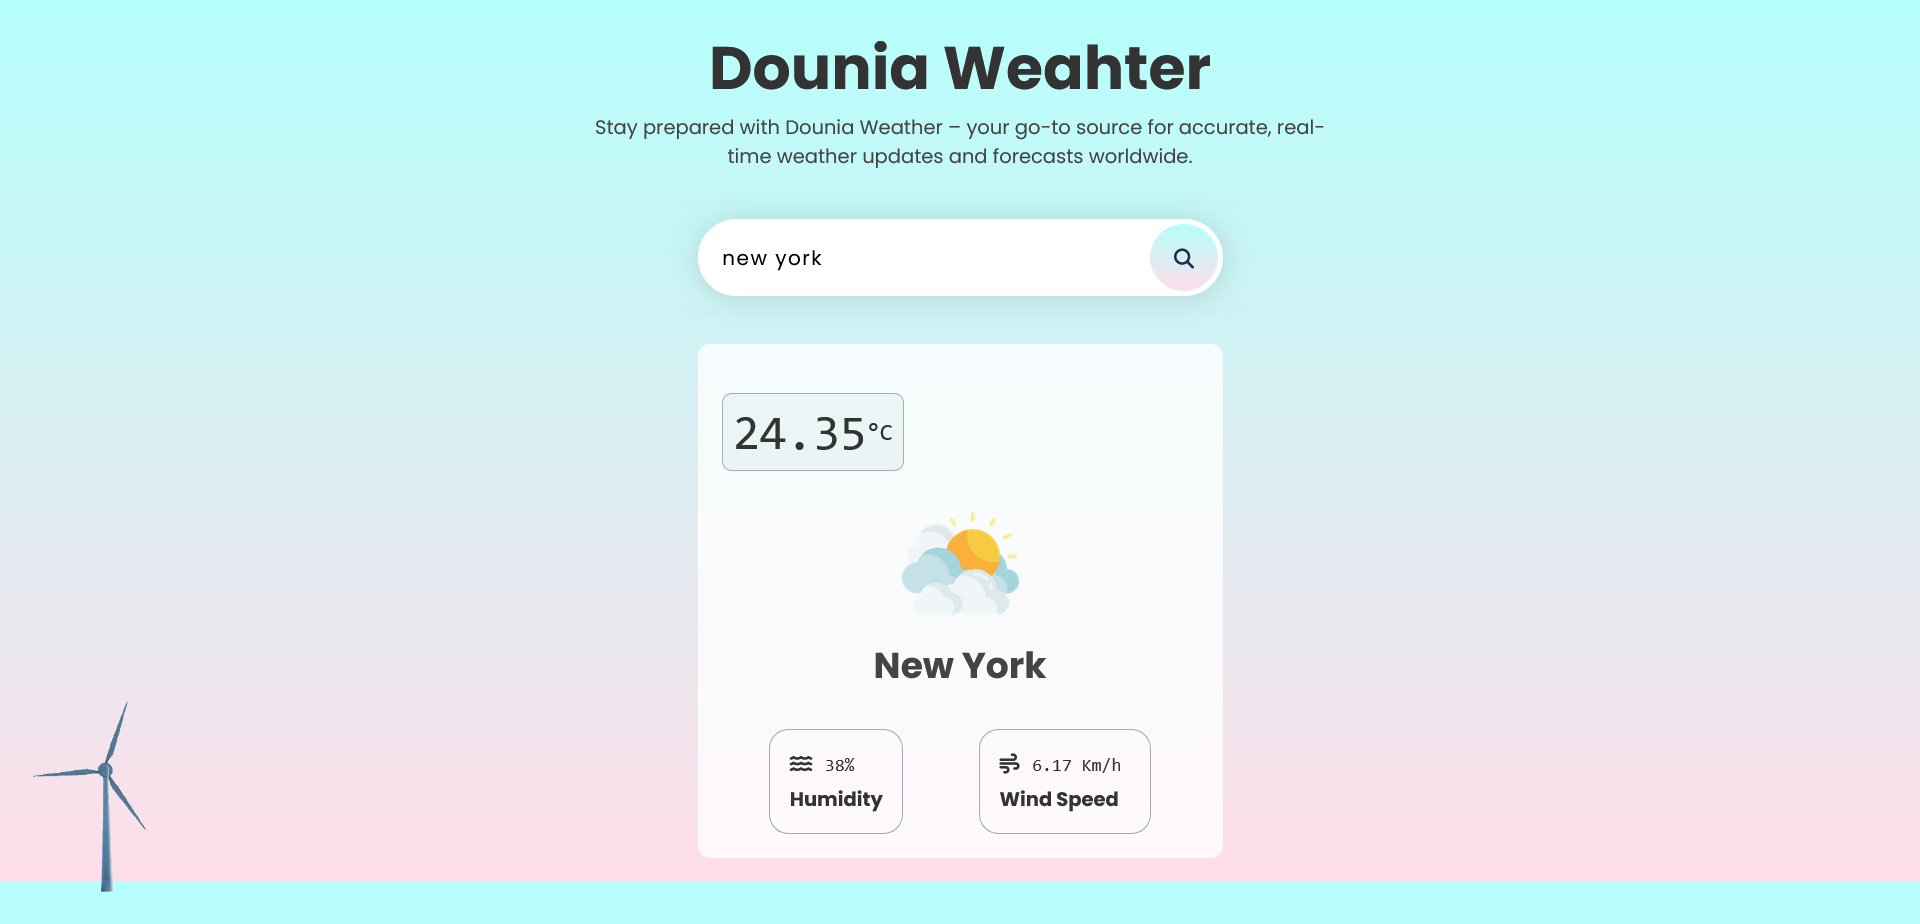 Dounia Weahter
Stay prepared with Dounia Weather – your go-to source for accurate, real-
time weather updates and forecasts worldwide.
new york
24.35°C
New York
38%
Humidity
6.17 Km/h
Wind Speed